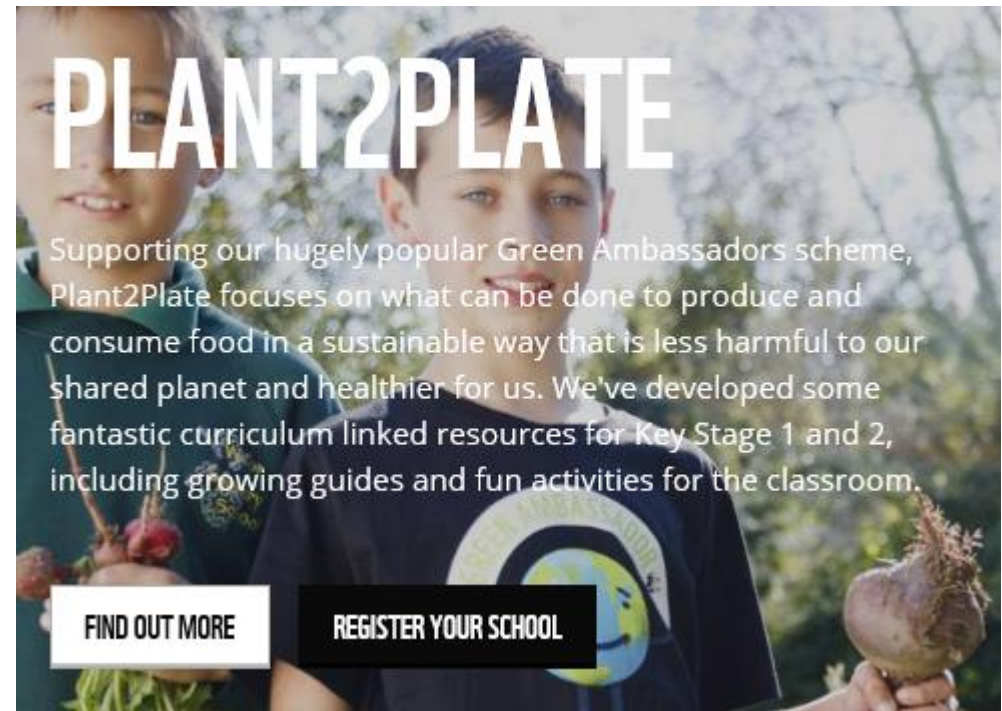 PLANT2PLATE
Supporting our hugely popular Green Ambassadors scheme,
Plant2Plate focuses on what can be done to produce and
consume food in a sustainable way that is less harmful to our
shared planet and healthier for us. We've developed some
fantastic curriculum linked resources for Key Stage 1 and 2,
including growing guides and fun activities for the classroom.
GREEN AMBASSADORS
FIND OUT MORE
REGISTER YOUR SCHOOL